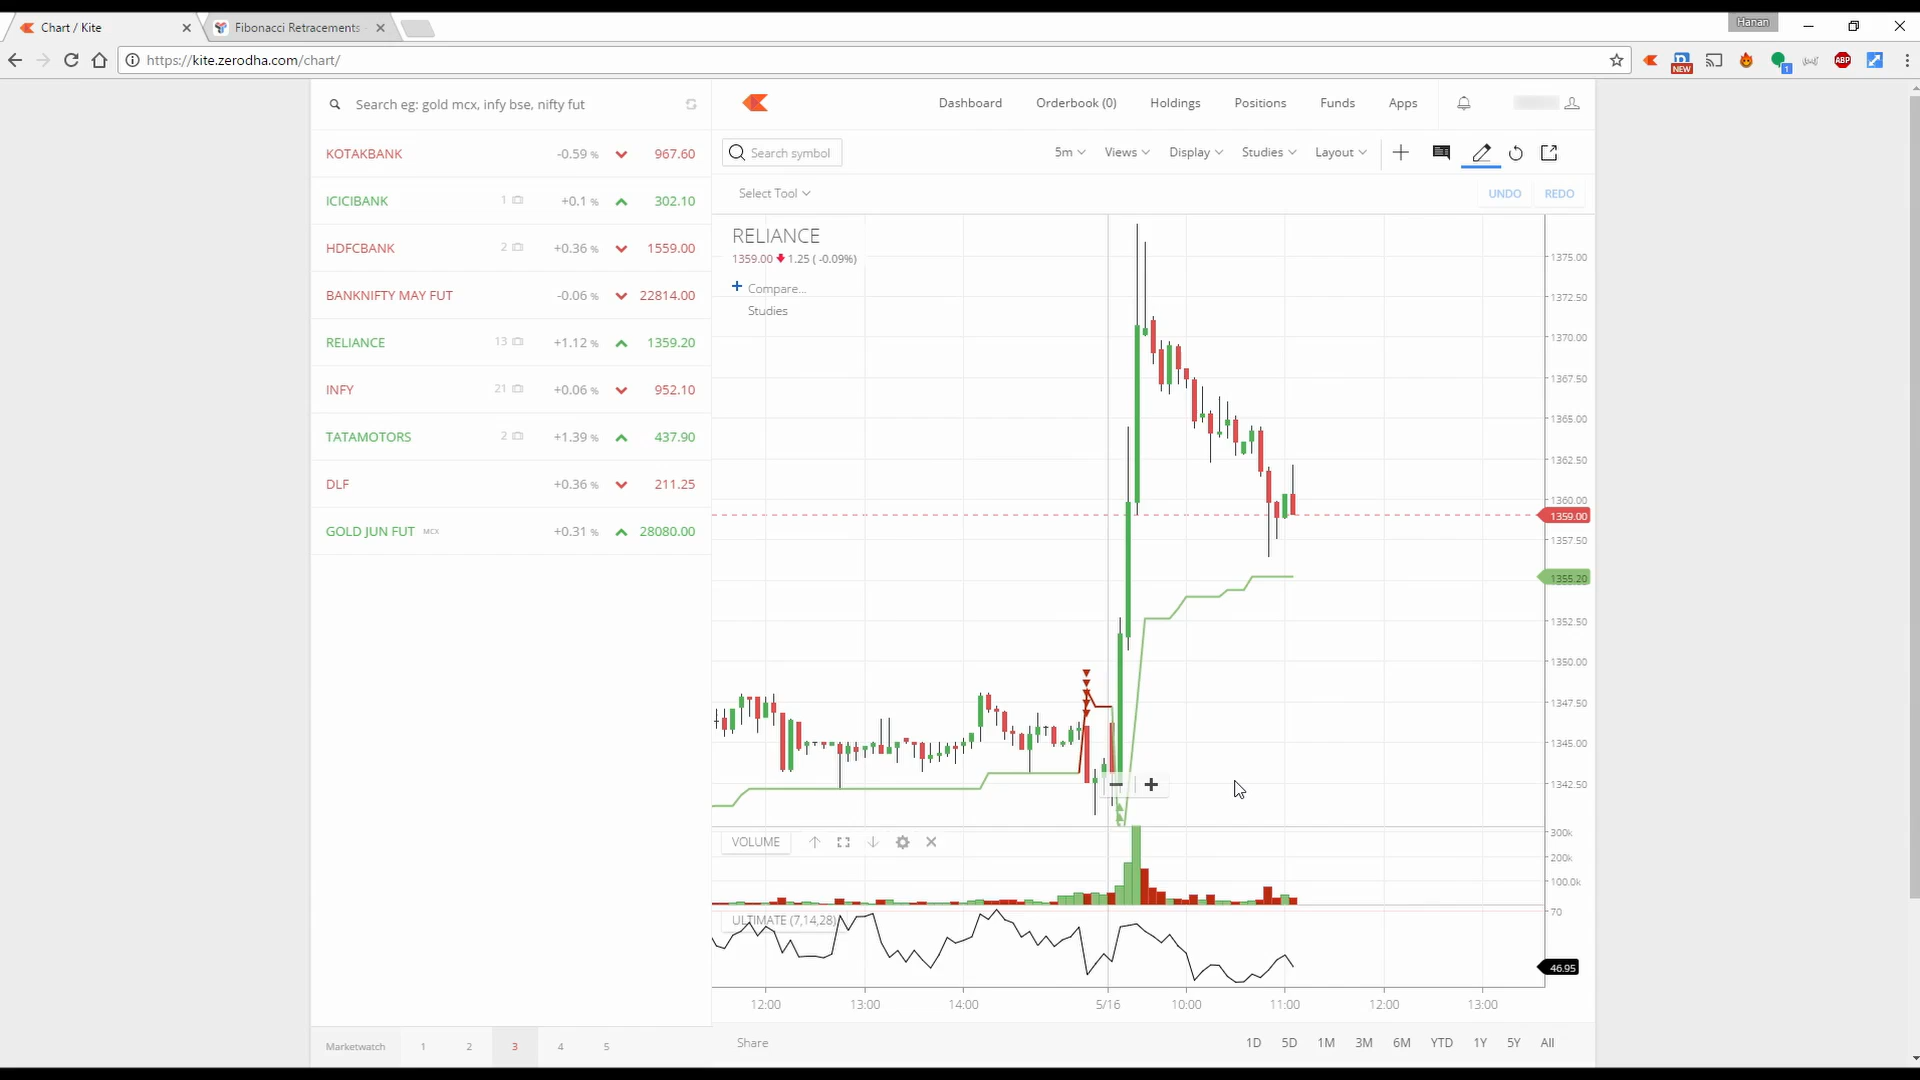 Chart / Kite
Fibonacci Retracements
Hanan
https://kite.zerodha.com/chart/
NEW
1
ABP
Search eg: gold mcx, infy bse, nifty fut
Dashboard Orderbook (0) Holdings Positions Funds Apps
KOTAKBANK -0.59 % 967.60
ICICIBANK 1 +0.1 % 302.10
HDFCBANK 2 +0.36 % 1559.00
BANKNIFTY MAY FUT -0.06 % 22814.00
RELIANCE 13 +1.12 % 1359.20
INFY 21 +0.06 % 952.10
TATAMOTORS 2 +1.39 % 437.90
DLF +0.36 % 211.25
GOLD JUN FUT MCX +0.31 % 28080.00
Marketwatch 1 2 3 4 5
Search symbol 5m Views Display Studies Layout
Select Tool UNDO REDO
RELIANCE
1359.00 1.25 ( -0.09%)
+ Compare...
Studies
1375.00
1372.50
1370.00
1367.50
1365.00
1362.50
1360.00
1359.00
1357.50
1355.20
1352.50
1350.00
1347.50
1345.00
1342.50
VOLUME
300k
200k
100.0k
ULTIMATE (7,14,28)
70
46.95
12:00 13:00 14:00 5/16 10:00 11:00 12:00 13:00
Share 1D 5D 1M 3M 6M YTD 1Y 5Y All